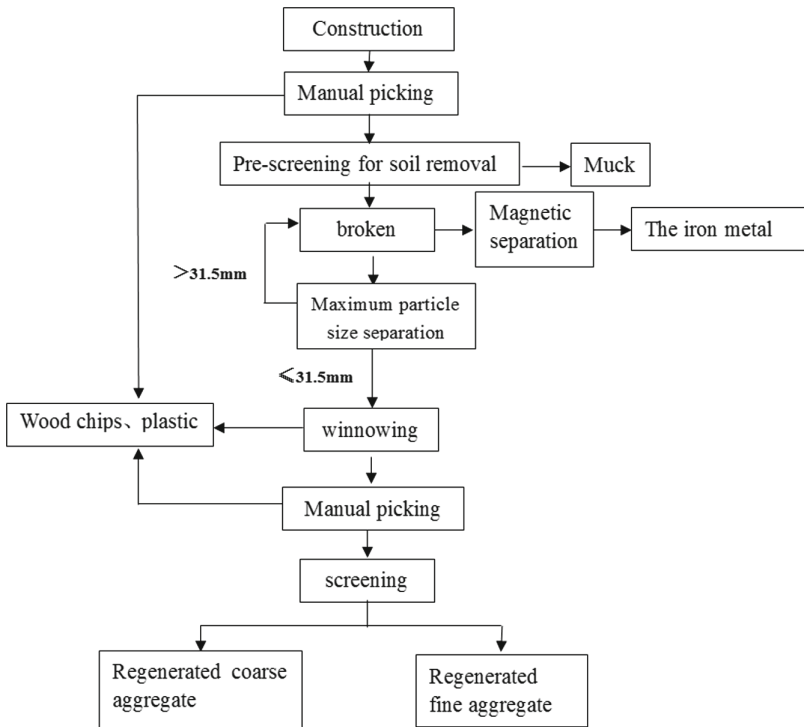 Construction
Manual picking
Pre-screening for soil removal
Muck
broken
Magnetic
separation
The iron metal
>31.5mm
Maximum particle
size separation
⩽31.5mm
Wood chips、plastic
winnowing
Manual picking
screening
Regenerated coarse
aggregate
Regenerated
fine aggregate